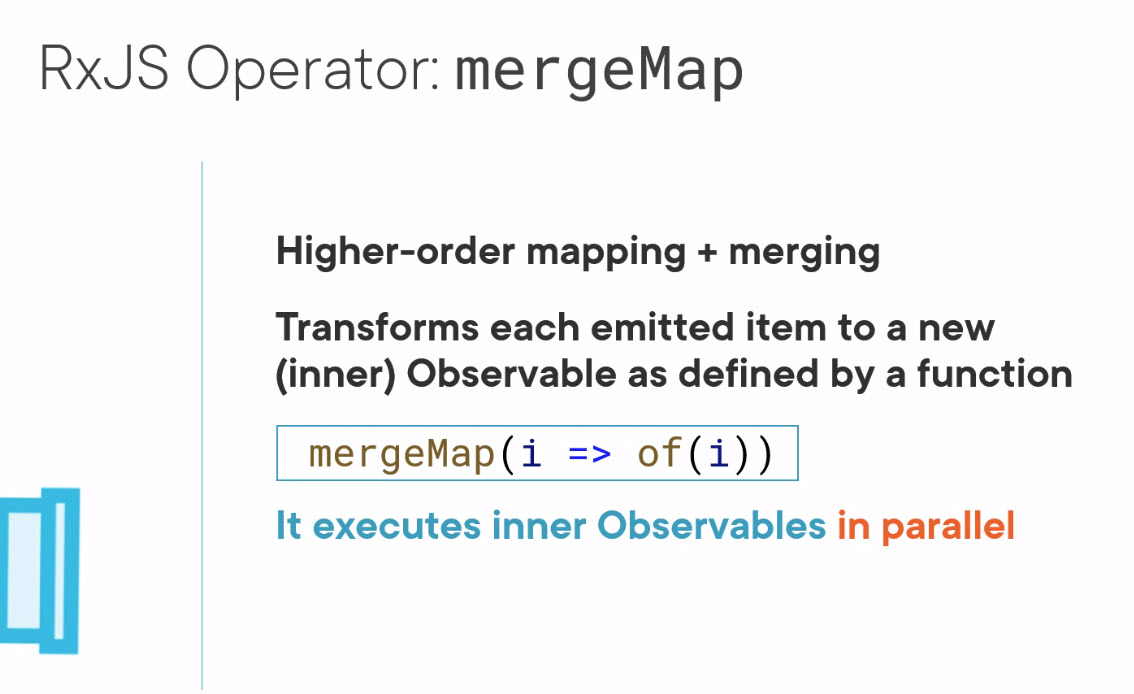 RxJS Operator: mergeMap
Higher-order mapping + merging
Transforms each emitted item to a new
(inner) Observable as defined by a function
mergeMap(i => of(i))
It executes inner Observables in parallel